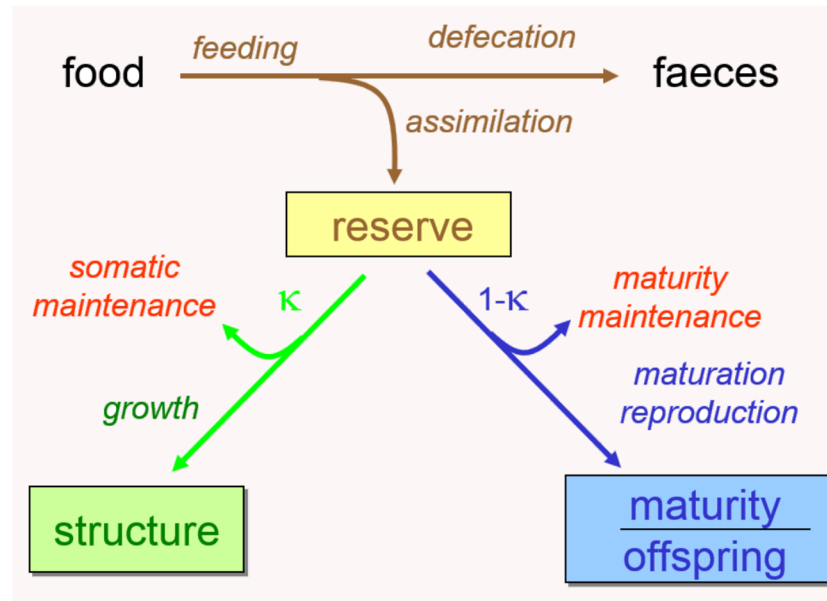 feeding
defecation
food
faeces
assimilation
reserve
somatic
maintenance
κ
1-κ
maturity
maintenance
growth
maturation
reproduction
structure
maturity
offspring